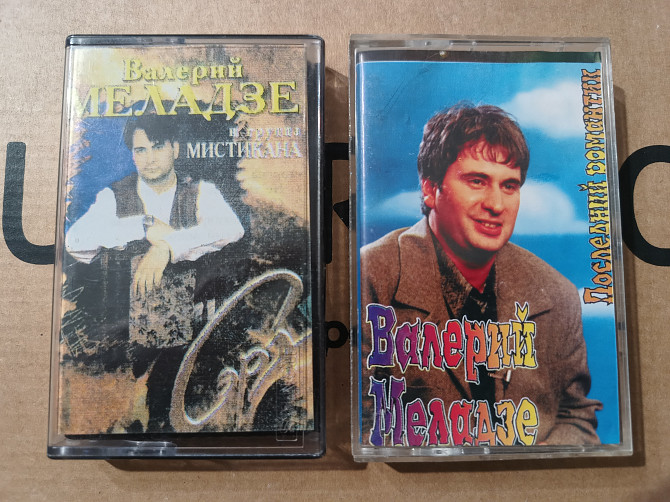 Валерий
МЕЛАДЗЕ
и группа
МИСТИКАНА
Сэра
Последний романтик
Валерий
Меладзе